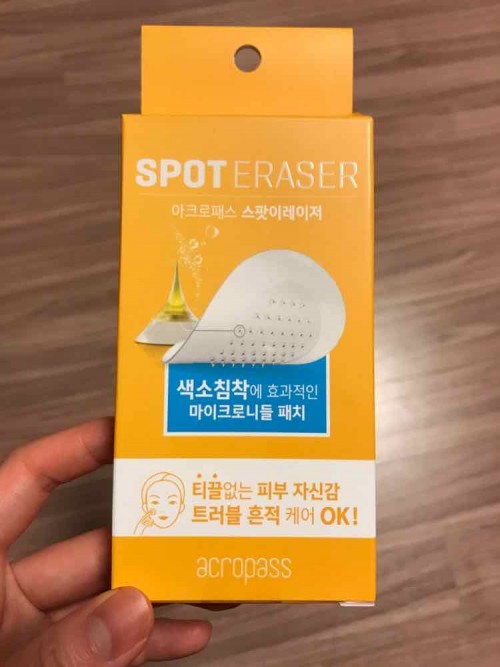 SPOT ERASER
아크로패스 스팟이레이저
색소침착에 효과적인
마이크로니들 패치
티끌없는 피부 자신감
트러블 흔적 케어 OK!
acropass